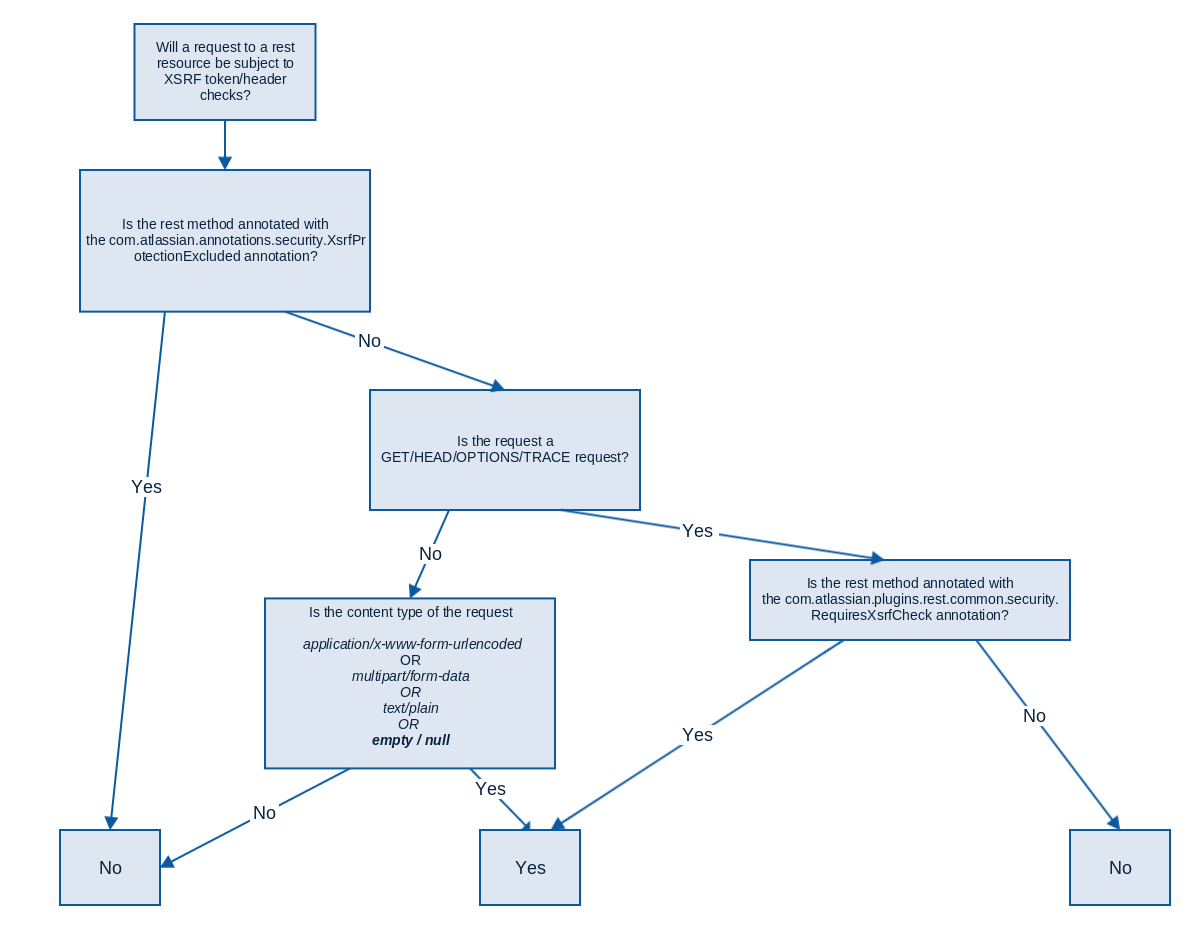 Will a request to a rest
resource be subject to
XSRF token/header
checks?
Is the rest method annotated with
the com.atlassian.annotations.security.XsrfPr
otectionExcluded annotation?
No
Is the request a
GET/HEAD/OPTIONS/TRACE request?
Yes
No
Yes
Is the rest method annotated with
the com.atlassian.plugins.rest.common.security.
RequiresXsrfCheck annotation?
Is the content type of the request
application/x-www-form-urlencoded
OR
multipart/form-data
OR
text/plain
OR
empty / null
Yes
No
Yes
No
No
Yes
No